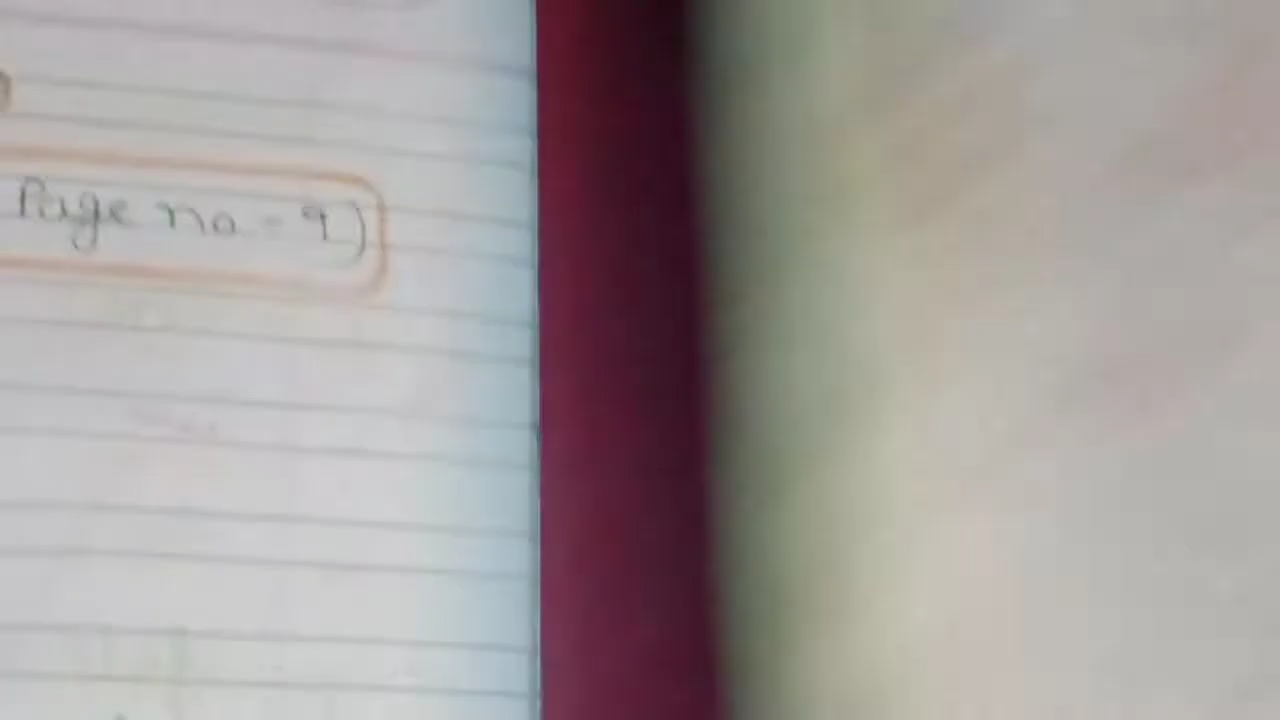 Page no = 9)